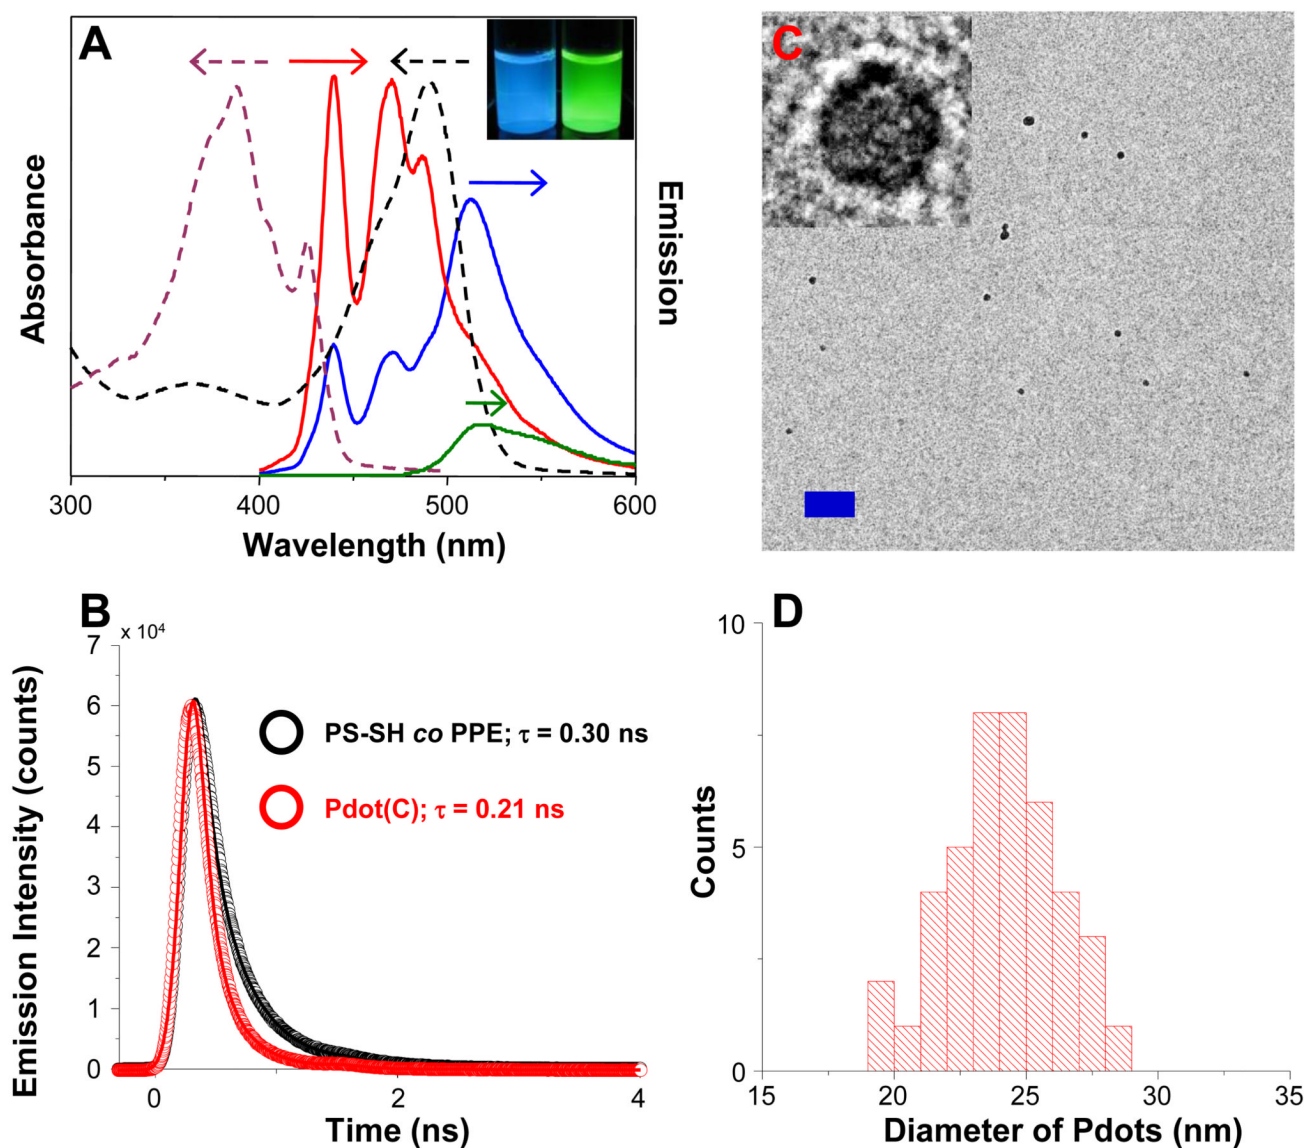 A
Absorbance
Emission
300
400
500
600
Wavelength (nm)
C
B
x 10⁴
7
6
5
4
3
2
1
0
Emission Intensity (counts)
PS-SH co PPE; τ = 0.30 ns
Pdot(C); τ = 0.21 ns
0
2
4
Time (ns)
D
10
5
0
Counts
15
20
25
30
35
Diameter of Pdots (nm)